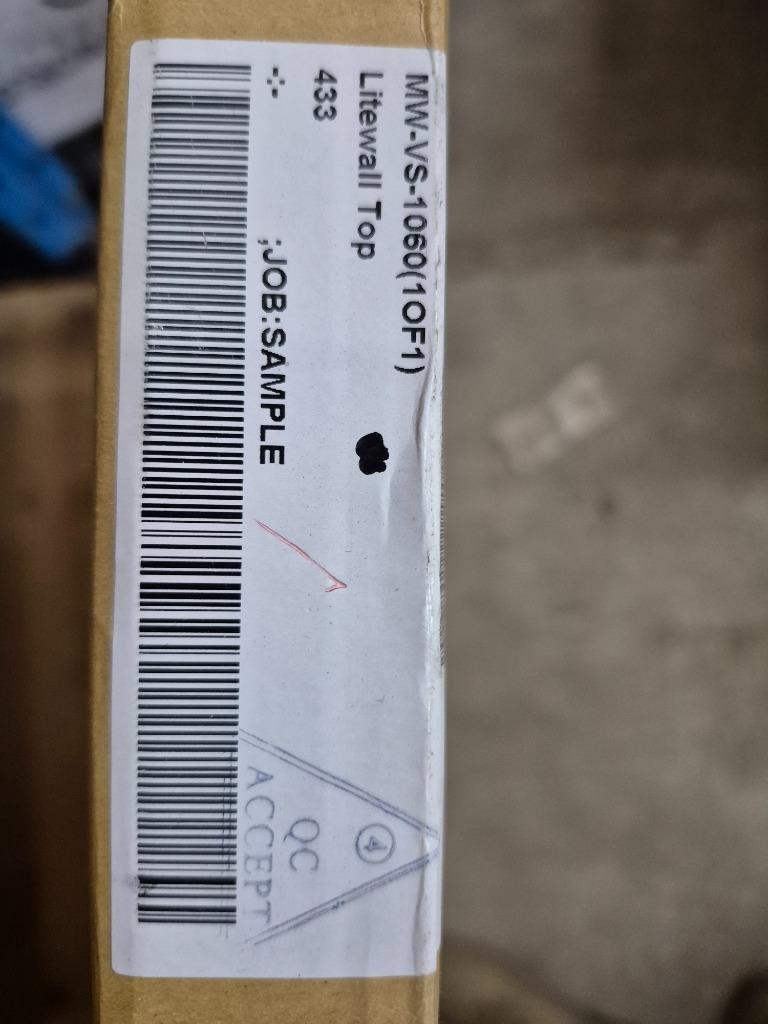 MW-VS-1060(1OF1)
Litewall Top
433
-:- ;JOB:SAMPLE
4
QC
ACCEPT